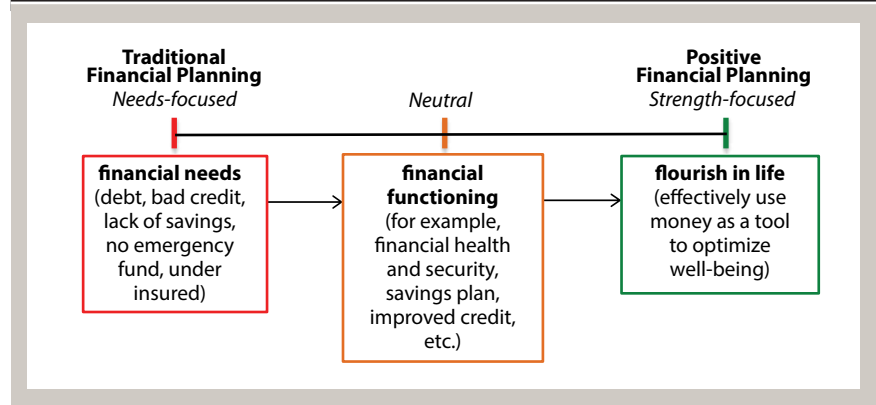 Traditional
Financial Planning
Needs-focused
Neutral
Positive
Financial Planning
Strength-focused
financial needs
(debt, bad credit,
lack of savings,
no emergency
fund, under
insured)
financial
functioning
(for example,
financial health
and security,
savings plan,
improved credit,
etc.)
flourish in life
(effectively use
money as a tool
to optimize
well-being)